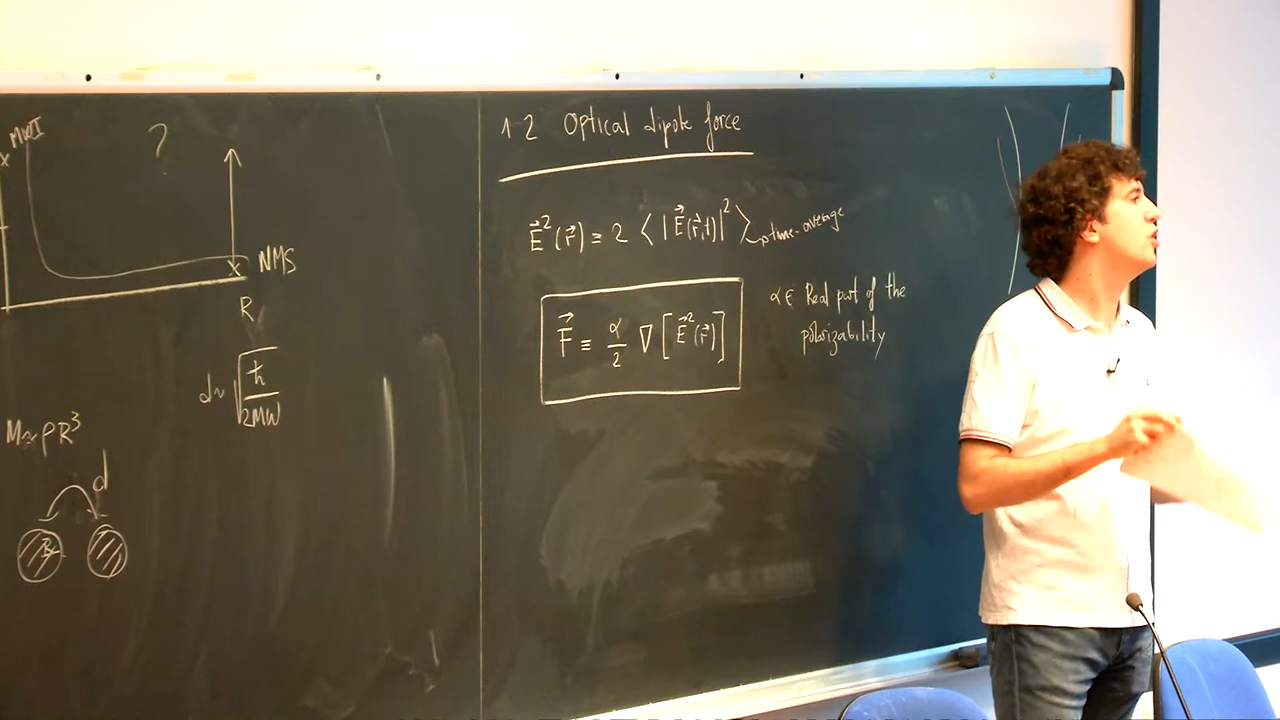 MWI
?
x
x NMS
R
d~ √ħ/2MW
M~ρR³
d
R
1-2 Optical dipole force
E⃗²(r⃗) ≡ 2 ⟨|E⃗(r⃗,t)|²⟩ → time-average
F⃗ ≡ α/2 ∇[E⃗²(r⃗)]
α ∈ Real part of the
polarizability